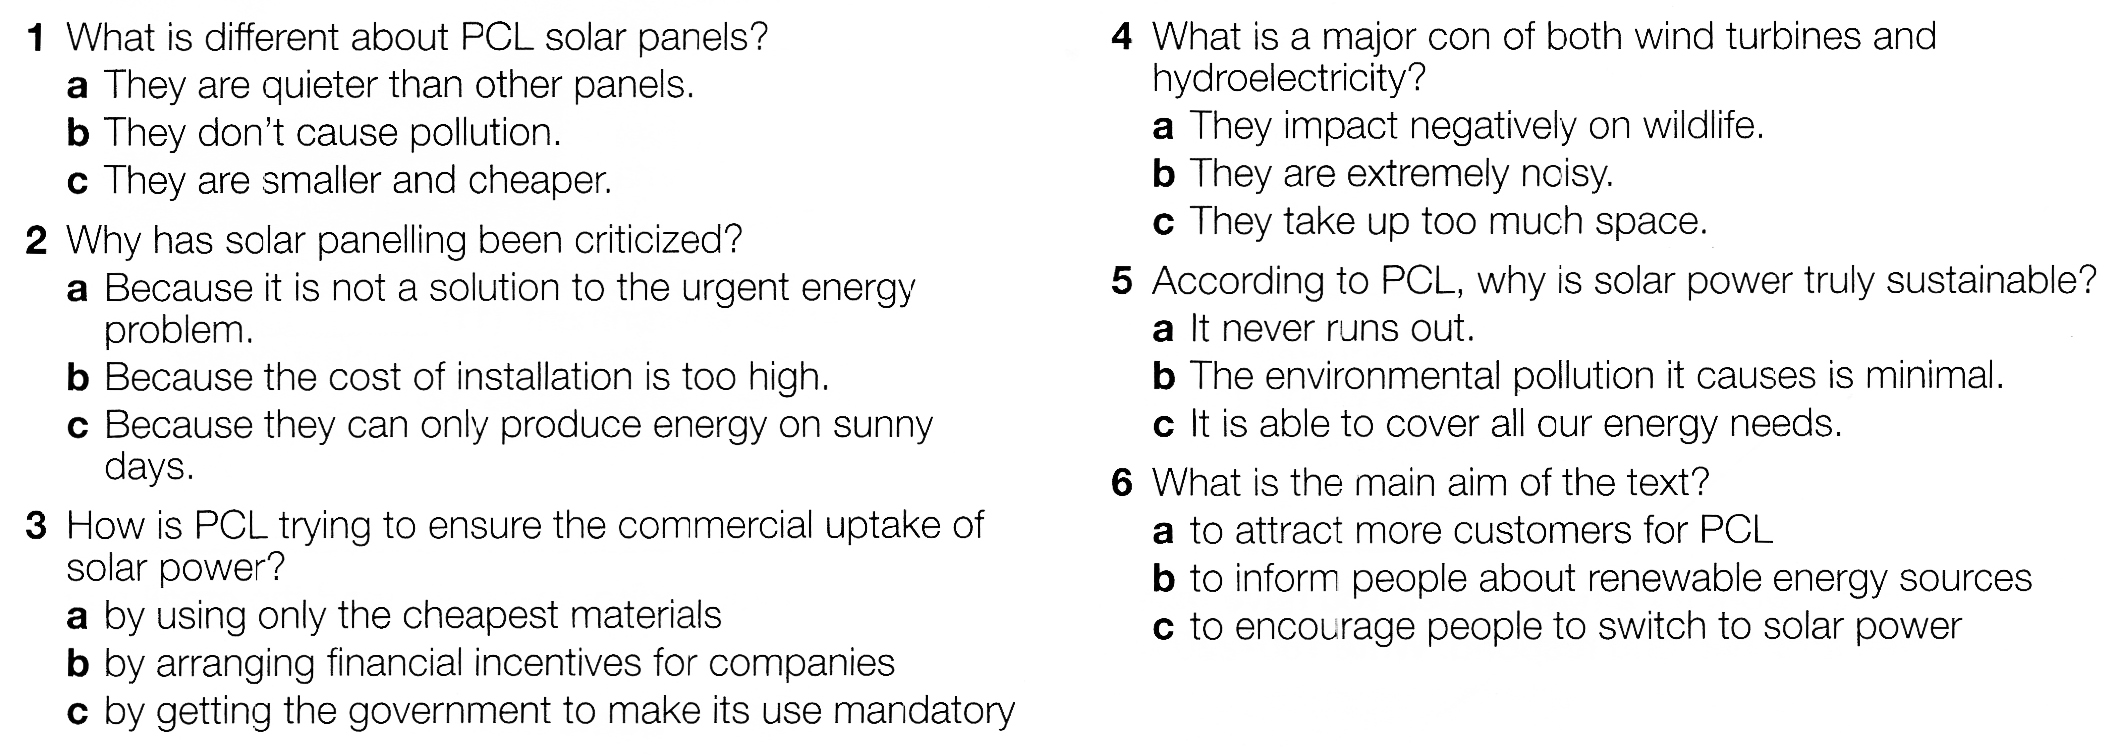 1 What is different about PCL solar panels?
a They are quieter than other panels.
b They don't cause pollution.
c They are smaller and cheaper.
2 Why has solar panelling been criticized?
a Because it is not a solution to the urgent energy
problem.
b Because the cost of installation is too high.
c Because they can only produce energy on sunny
days.
3 How is PCL trying to ensure the commercial uptake of
solar power?
a by using only the cheapest materials
b by arranging financial incentives for companies
c by getting the government to make its use mandatory
4 What is a major con of both wind turbines and
hydroelectricity?
a They impact negatively on wildlife.
b They are extremely noisy.
c They take up too much space.
5 According to PCL, why is solar power truly sustainable?
a It never runs out.
b The environmental pollution it causes is minimal.
c It is able to cover all our energy needs.
6 What is the main aim of the text?
a to attract more customers for PCL
b to inform people about renewable energy sources
c to encourage people to switch to solar power